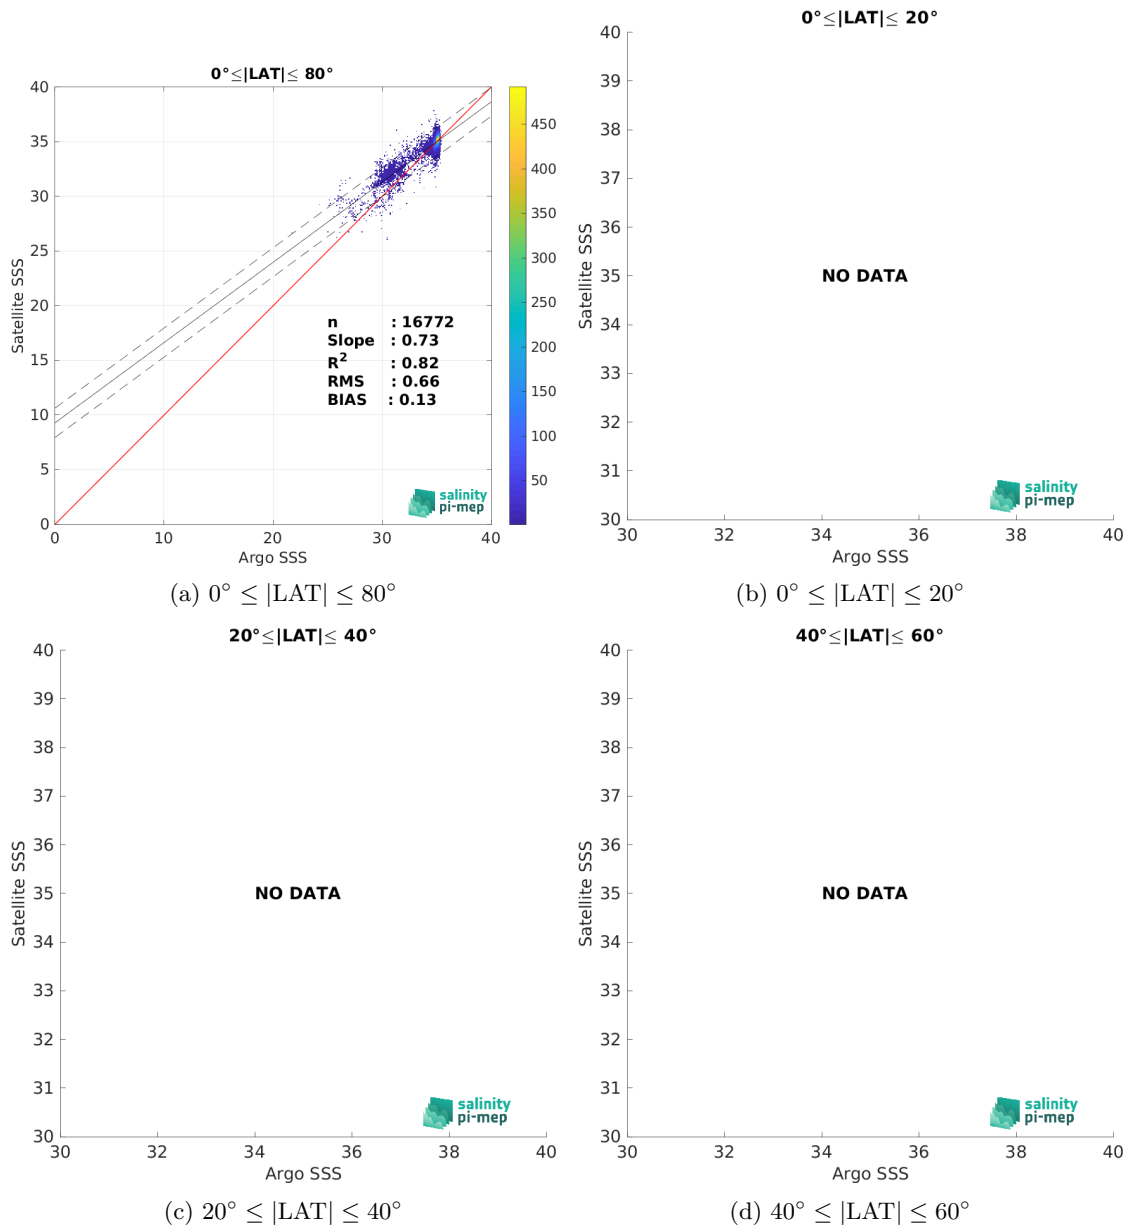 0°≤|LAT|≤ 80°
40
35
30
25
20
15
10
5
0
0
10
20
30
40
Satellite SSS
Argo SSS
n : 16772
Slope : 0.73
R2 : 0.82
RMS : 0.66
BIAS : 0.13
salinity
pi-mep
450
400
350
300
250
200
150
100
50
(a) 0° ≤ |LAT| ≤ 80°
0°≤|LAT|≤ 20°
40
39
38
37
36
35
34
33
32
31
30
30
32
34
36
38
40
Satellite SSS
Argo SSS
NO DATA
salinity
pi-mep
(b) 0° ≤ |LAT| ≤ 20°
20°≤|LAT|≤ 40°
40
39
38
37
36
35
34
33
32
31
30
30
32
34
36
38
40
Satellite SSS
Argo SSS
NO DATA
salinity
pi-mep
(c) 20° ≤ |LAT| ≤ 40°
40°≤|LAT|≤ 60°
40
39
38
37
36
35
34
33
32
31
30
30
32
34
36
38
40
Satellite SSS
Argo SSS
NO DATA
salinity
pi-mep
(d) 40° ≤ |LAT| ≤ 60°